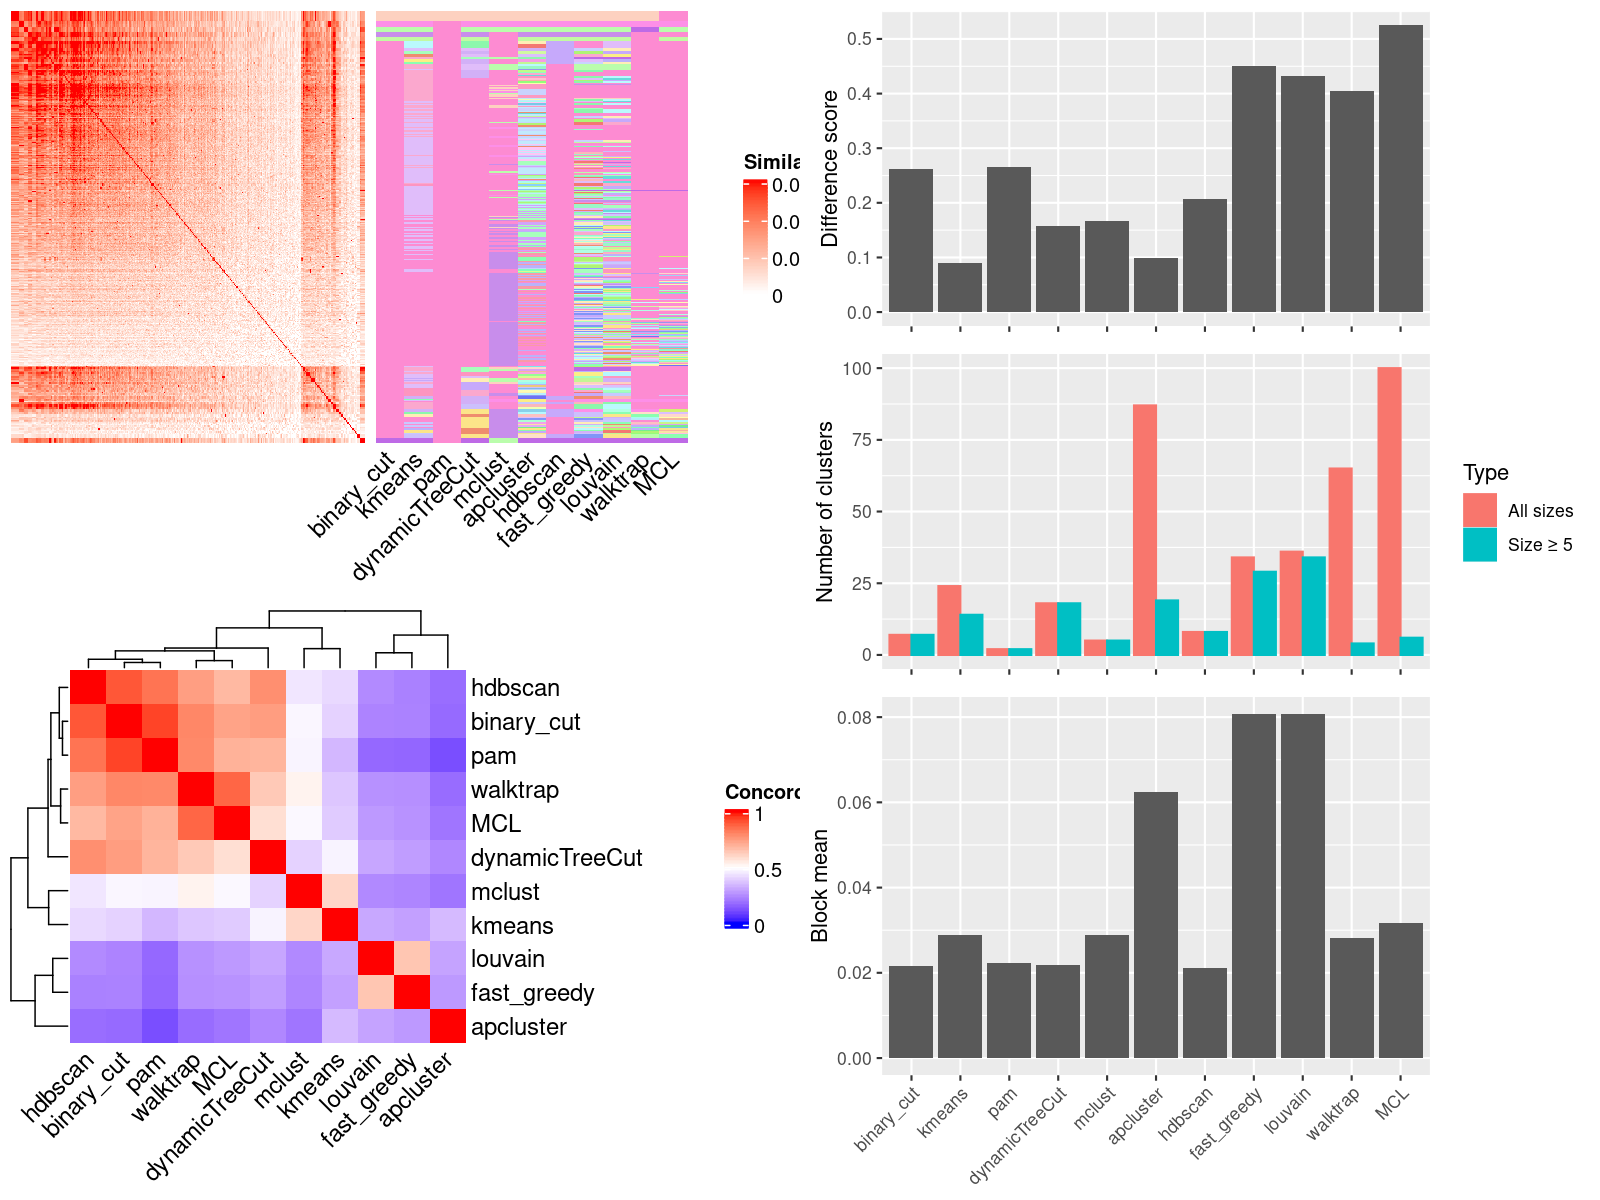 Simila
0.0
0.0
0.0
0
binary_cut
kmeans
pam
dynamicTreeCut
mclust
apcluster
hdbscan
fast_greedy
louvain
walktrap
MCL
hdbscan
binary_cut
pam
walktrap
MCL
dynamicTreeCut
mclust
kmeans
louvain
fast_greedy
apcluster
hdbscan
binary_cut
pam
walktrap
MCL
dynamicTreeCut
mclust
kmeans
louvain
fast_greedy
apcluster
Concord
1
0.5
0
Difference score
0.5
0.4
0.3
0.2
0.1
0.0
Number of clusters
100
75
50
25
0
Type
All sizes
Size ≥ 5
Block mean
0.08
0.06
0.04
0.02
0.00
binary_cut
kmeans
pam
dynamicTreeCut
mclust
apcluster
hdbscan
fast_greedy
louvain
walktrap
MCL